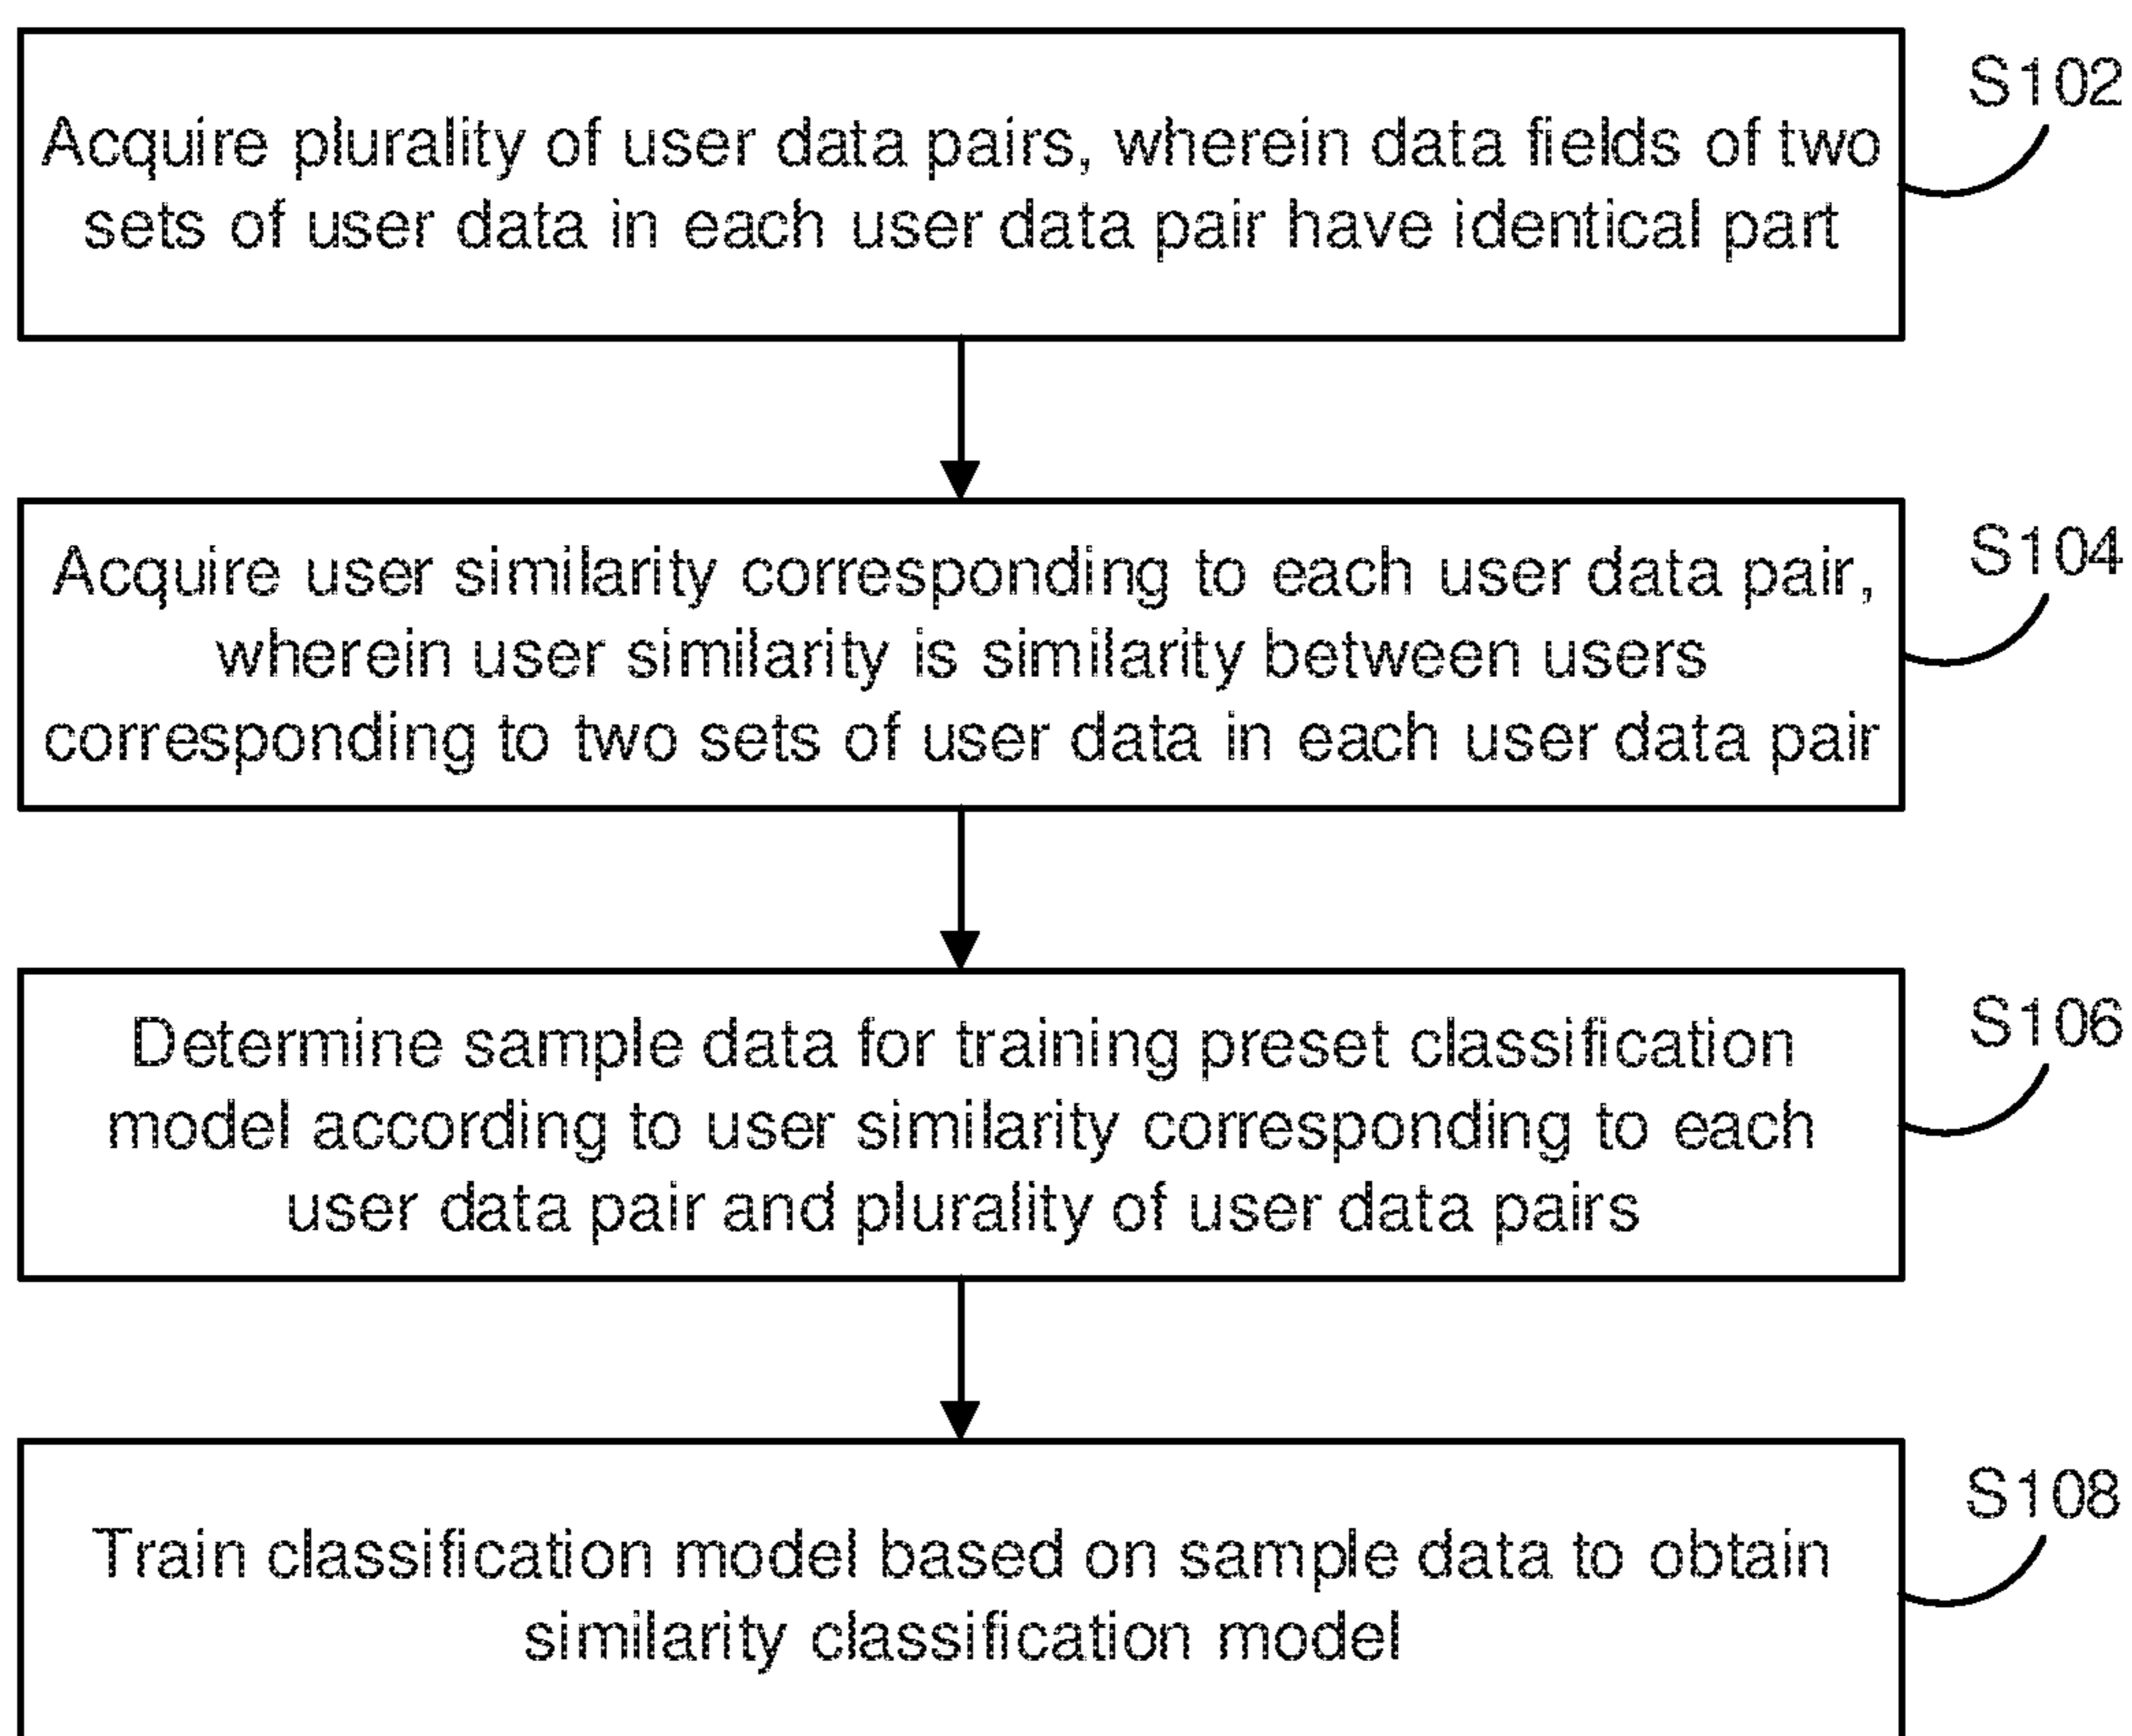 Acquire plurality of user data pairs, wherein data fields of two
sets of user data in each user data pair have identical part
S102
Acquire user similarity corresponding to each user data pair,
wherein user similarity is similarity between users
corresponding to two sets of user data in each user data pair
S104
Determine sample data for training preset classification
model according to user similarity corresponding to each
user data pair and plurality of user data pairs
S106
Train classification model based on sample data to obtain
similarity classification model
S108